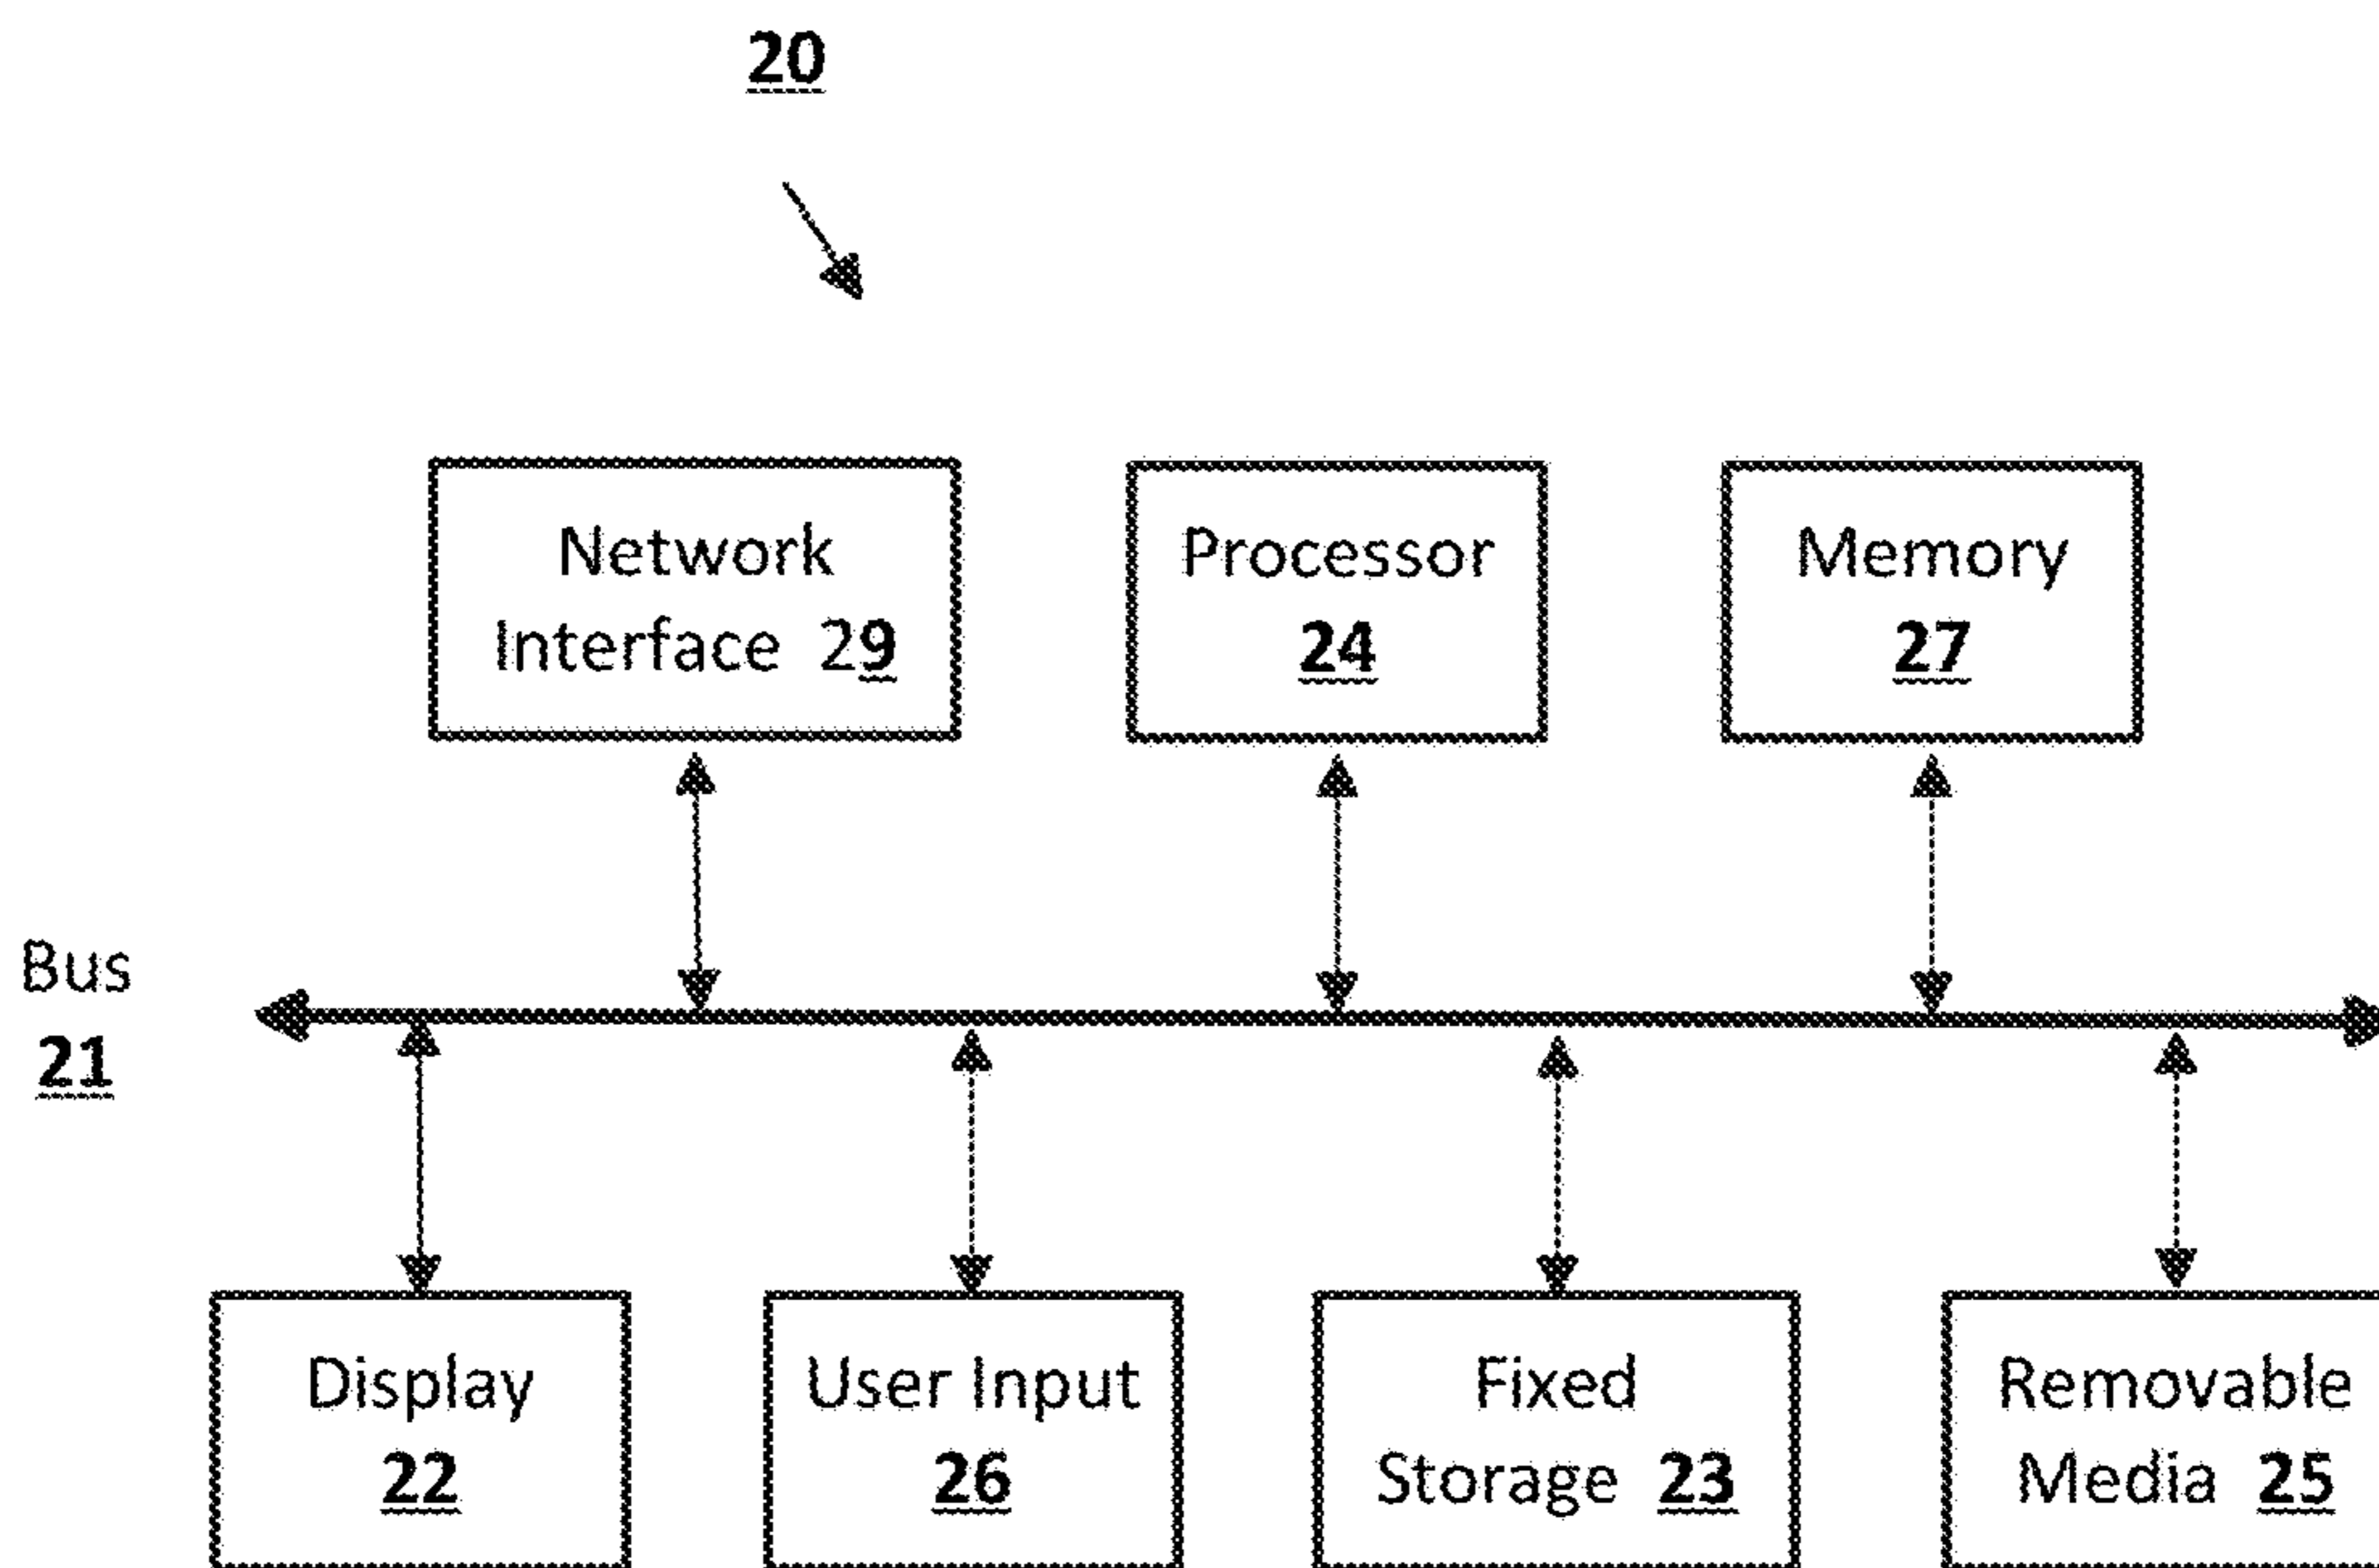 20
Network
Interface 29
Processor
24
Memory
27
Bus
21
Display
22
User Input
26
Fixed
Storage 23
Removable
Media 25